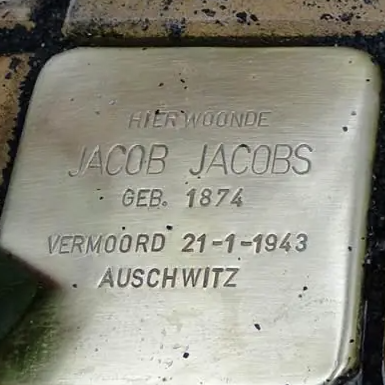 HIER WOONDE
JACOB JACOBS
GEB. 1874
VERMOORD 21-1-1943
AUSCHWITZ